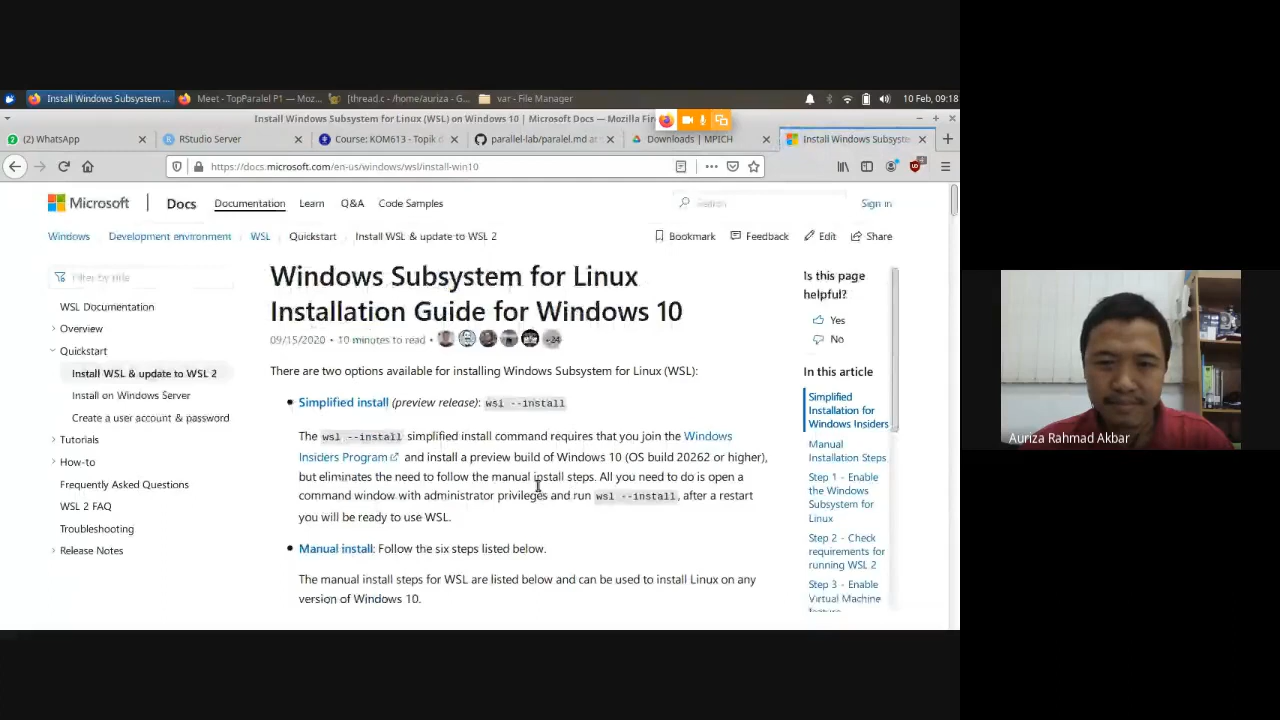 Install Windows Subsystem ...
Meet - TopParalel P1 — Moz...
[thread.c - /home/auriza - G...
var - File Manager
10 Feb, 09:18
Install Windows Subsystem for Linux (WSL) on Windows 10 | Microsoft Docs — Mozilla Fire
(2) WhatsApp
RStudio Server
Course: KOM613 - Topik d
parallel-lab/paralel.md at
Downloads | MPICH
Install Windows Subsyste
https://docs.microsoft.com/en-us/windows/wsl/install-win10
Microsoft
Docs
Documentation
Learn
Q&A
Code Samples
Search
Sign in
Windows
Development environment
WSL
Quickstart
Install WSL & update to WSL 2
Bookmark
Feedback
Edit
Share
Filter by title
WSL Documentation
Overview
Quickstart
Install WSL & update to WSL 2
Install on Windows Server
Create a user account & password
Tutorials
How-to
Frequently Asked Questions
WSL 2 FAQ
Troubleshooting
Release Notes
Windows Subsystem for Linux
Installation Guide for Windows 10
09/15/2020 • 10 minutes to read •
+24
There are two options available for installing Windows Subsystem for Linux (WSL):
• Simplified install (preview release): wsl --install
The wsl --install simplified install command requires that you join the Windows
Insiders Program and install a preview build of Windows 10 (OS build 20262 or higher),
but eliminates the need to follow the manual install steps. All you need to do is open a
command window with administrator privileges and run wsl --install, after a restart
you will be ready to use WSL.
• Manual install: Follow the six steps listed below.
The manual install steps for WSL are listed below and can be used to install Linux on any
version of Windows 10.
Is this page
helpful?
Yes
No
In this article
Simplified
Installation for
Windows Insiders
Manual
Installation Steps
Step 1 - Enable
the Windows
Subsystem for
Linux
Step 2 - Check
requirements for
running WSL 2
Step 3 - Enable
Virtual Machine
Auriza Rahmad Akbar